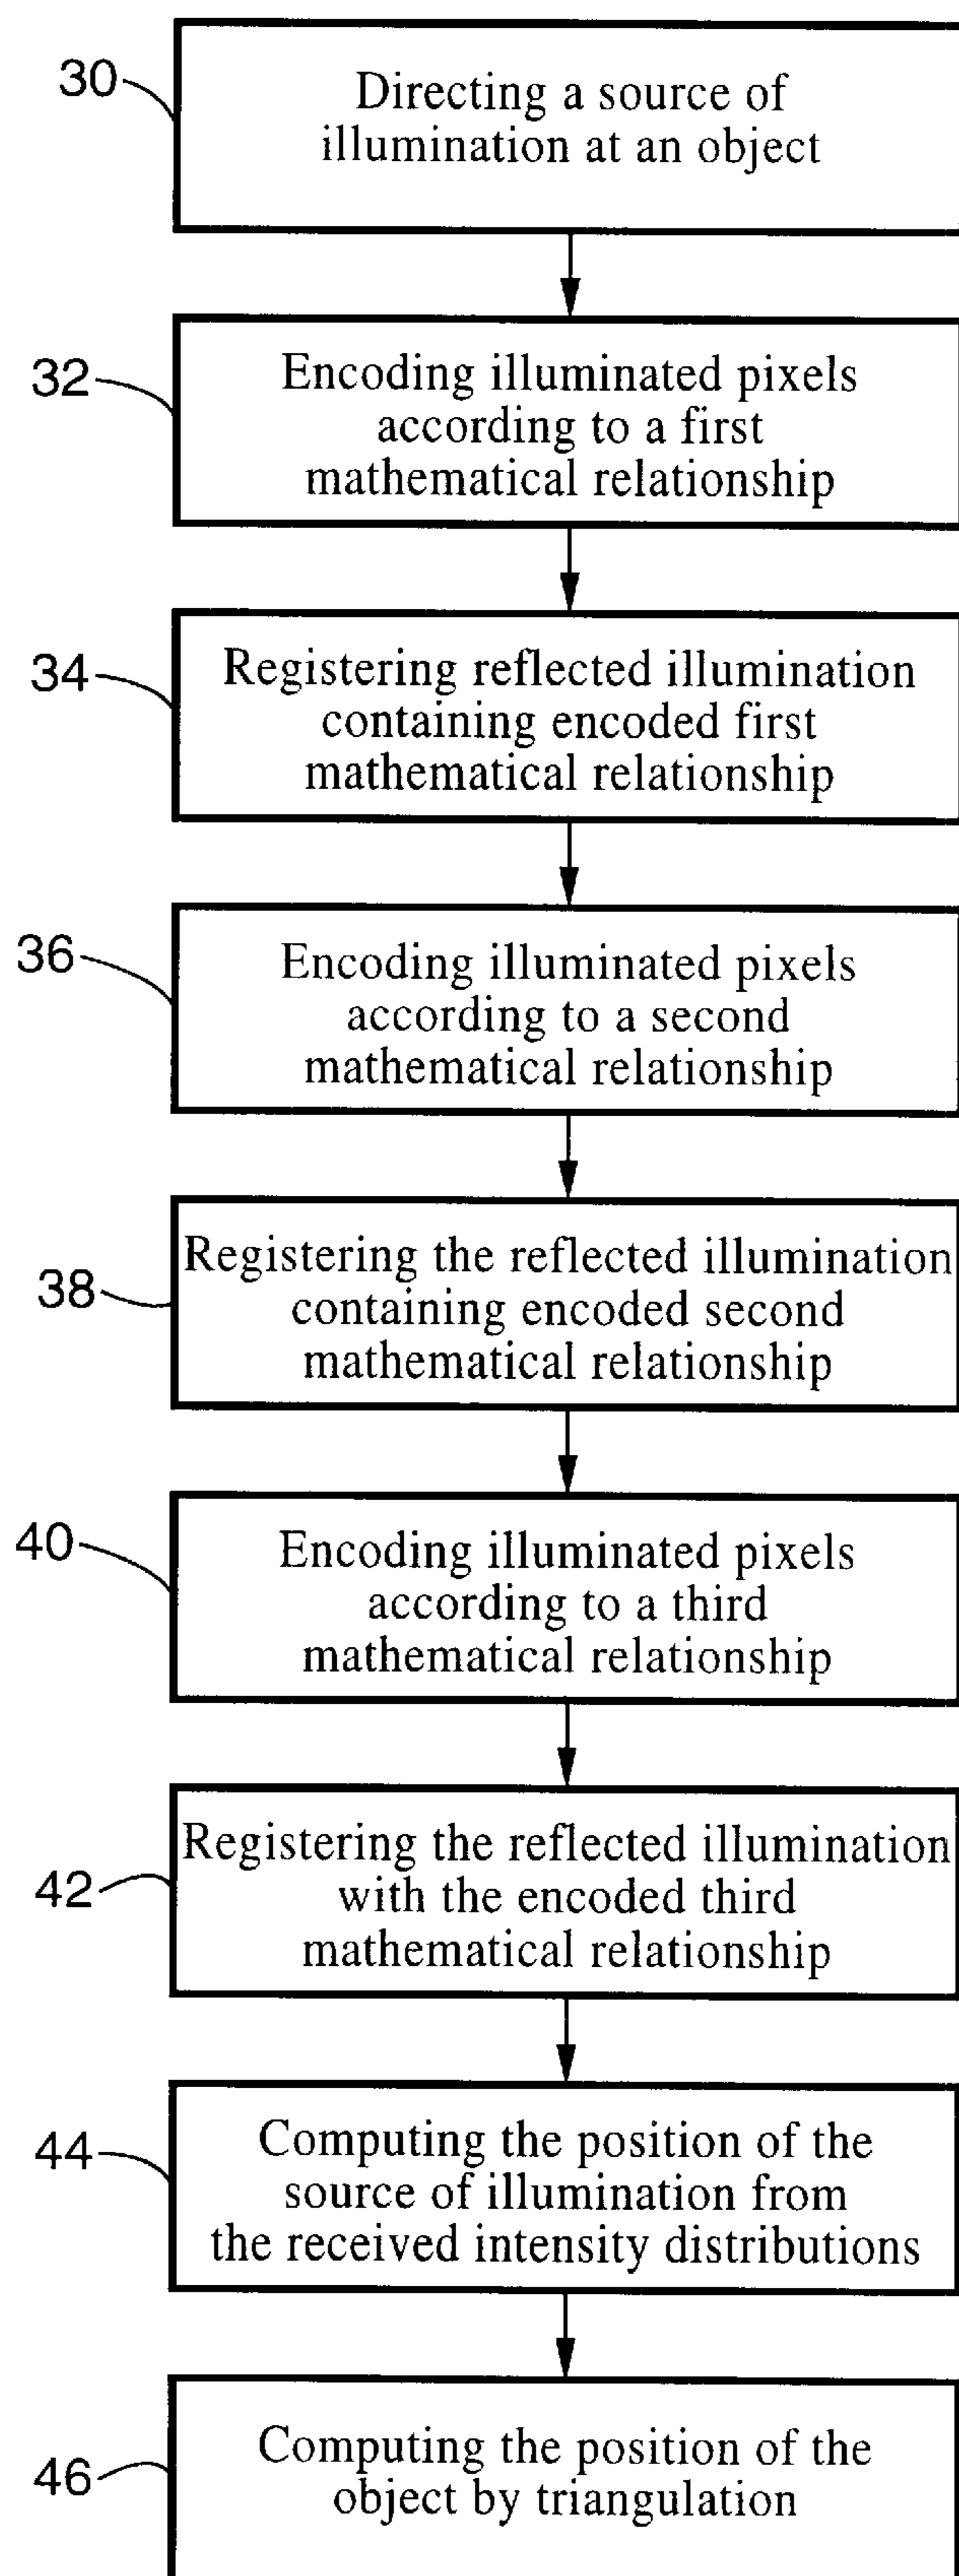 30
Directing a source of
illumination at an object
32
Encoding illuminated pixels
according to a first
mathematical relationship
34
Registering reflected illumination
containing encoded first
mathematical relationship
36
Encoding illuminated pixels
according to a second
mathematical relationship
38
Registering the reflected illumination
containing encoded second
mathematical relationship
40
Encoding illuminated pixels
according to a third
mathematical relationship
42
Registering the reflected illumination
with the encoded third
mathematical relationship
44
Computing the position of the
source of illumination from
the received intensity distributions
46
Computing the position of the
object by triangulation